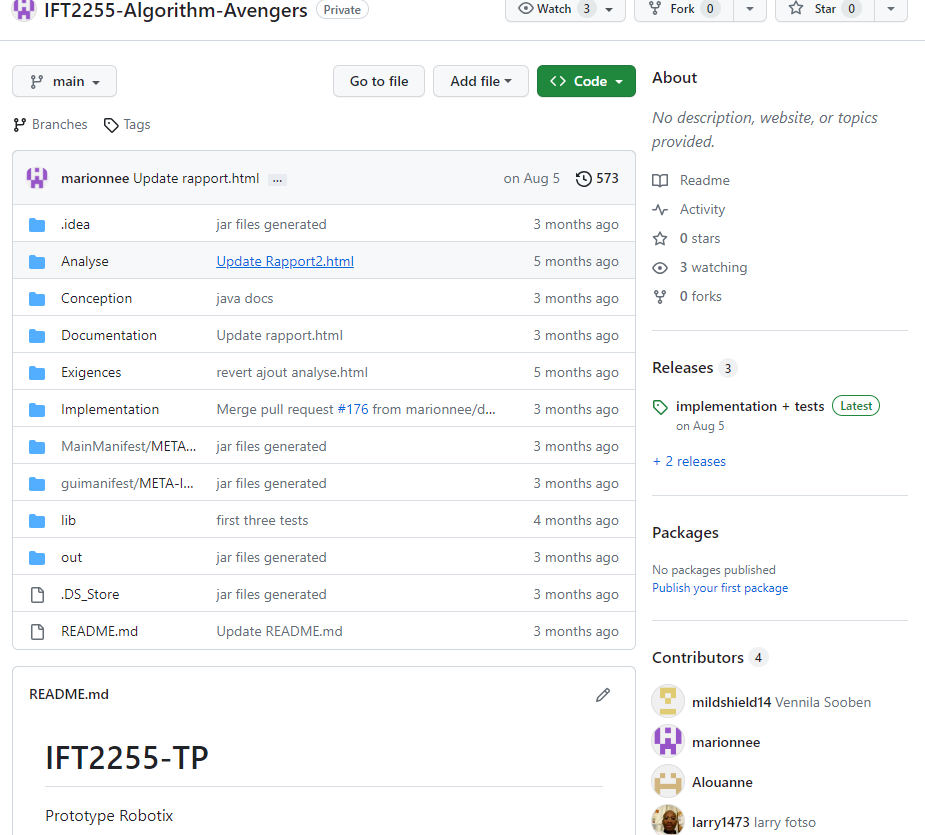 IFT2255-Algorithm-Avengers Private
Watch 3 Fork 0 Star 0
main Go to file Add file Code
Branches Tags
marionnee Update rapport.html ... on Aug 5 573
.idea jar files generated 3 months ago
Analyse Update Rapport2.html 5 months ago
Conception java docs 3 months ago
Documentation Update rapport.html 3 months ago
Exigences revert ajout analyse.html 5 months ago
Implementation Merge pull request #176 from marionnee/d... 3 months ago
MainManifest/META... jar files generated 3 months ago
guimanifest/META-I... jar files generated 3 months ago
lib first three tests 4 months ago
out jar files generated 3 months ago
.DS_Store jar files generated 3 months ago
README.md Update README.md 3 months ago
README.md
IFT2255-TP
Prototype Robotix
About
No description, website, or topics
provided.
Readme
Activity
0 stars
3 watching
0 forks
Releases 3
implementation + tests Latest
on Aug 5
+ 2 releases
Packages
No packages published
Publish your first package
Contributors 4
mildshield14 Vennila Sooben
marionnee
Alouanne
larry1473 larry fotso